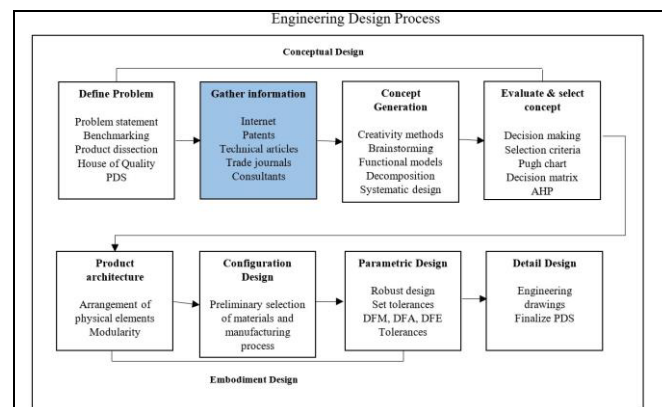 Engineering Design Process
Conceptual Design
Define Problem
Problem statement
Benchmarking
Product dissection
House of Quality
PDS
Gather information
Internet
Patents
Technical articles
Trade journals
Consultants
Concept
Generation
Creativity methods
Brainstorming
Functional models
Decomposition
Systematic design
Evaluate & select
concept
Decision making
Selection criteria
Pugh chart
Decision matrix
AHP
Product
architecture
Arrangement of
physical elements
Modularity
Configuration
Design
Preliminary selection
of materials and
manufacturing
process
Parametric Design
Robust design
Set tolerances
DFM, DFA, DFE
Tolerances
Detail Design
Engineering
drawings
Finalize PDS
Embodiment Design